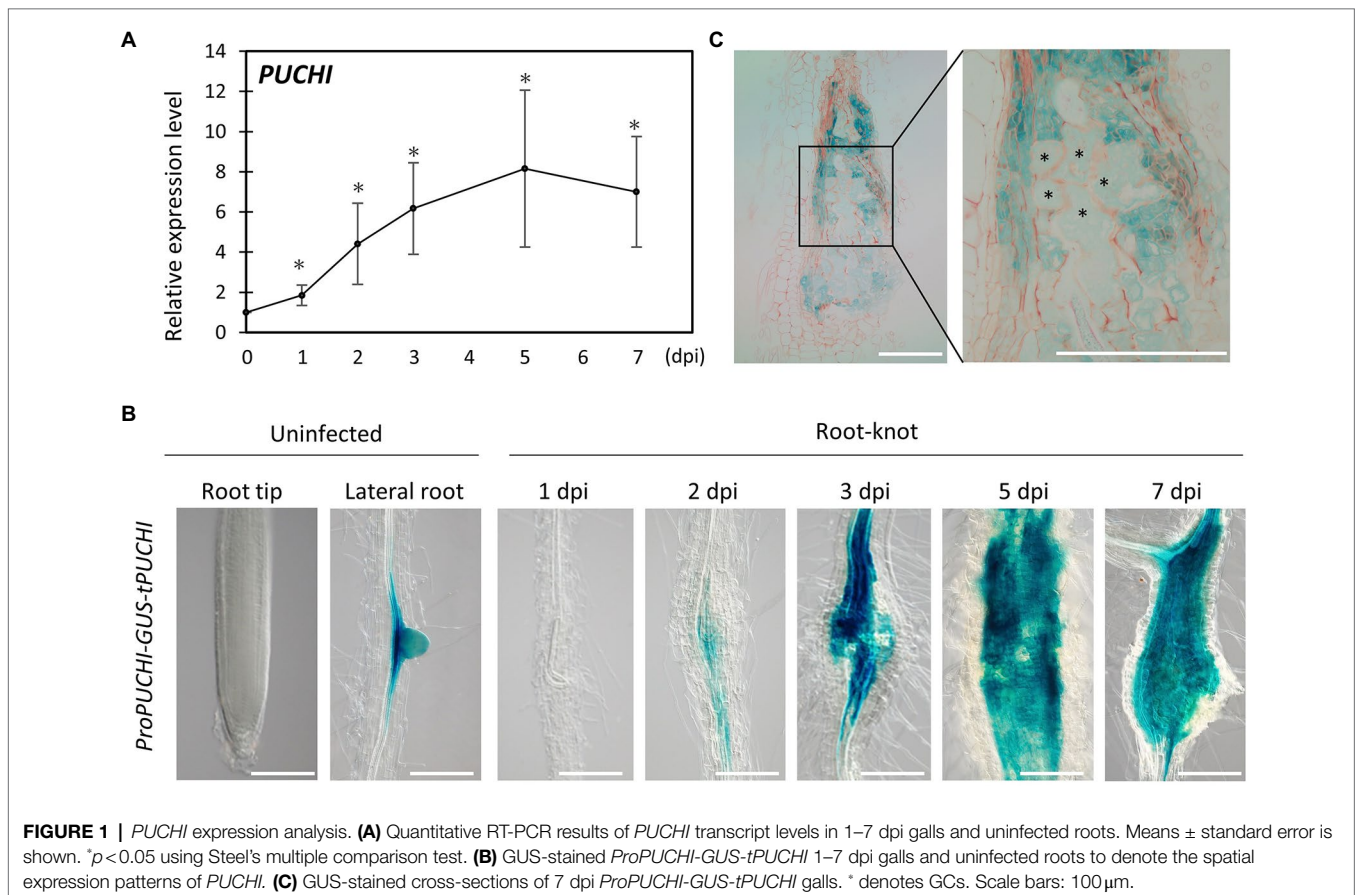 A
PUCHI
Relative expression level
14
12
10
8
6
4
2
0
* * * * *
0 1 2 3 4 5 6 7 (dpi)
C
* * * * *
B
Uninfected Root-knot
Root tip Lateral root 1 dpi 2 dpi 3 dpi 5 dpi 7 dpi
ProPUCHI-GUS-tPUCHI
FIGURE 1 | PUCHI expression analysis. (A) Quantitative RT-PCR results of PUCHI transcript levels in 1–7 dpi galls and uninfected roots. Means ± standard error is
shown. *p<0.05 using Steel's multiple comparison test. (B) GUS-stained ProPUCHI-GUS-tPUCHI 1–7 dpi galls and uninfected roots to denote the spatial
expression patterns of PUCHI. (C) GUS-stained cross-sections of 7 dpi ProPUCHI-GUS-tPUCHI galls. * denotes GCs. Scale bars: 100 μm.